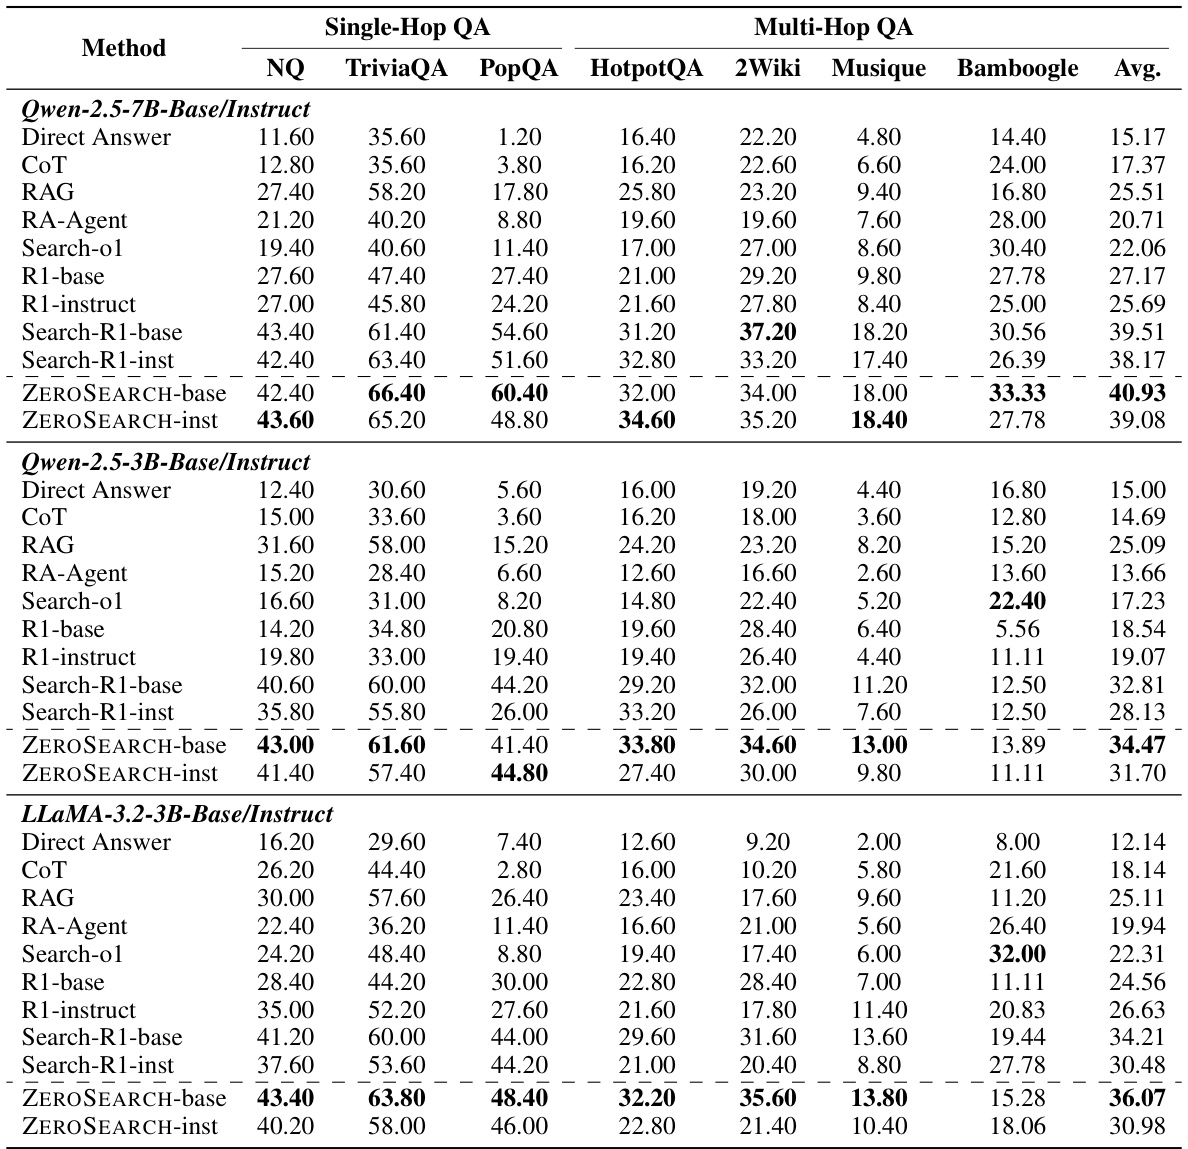 Method Single-Hop QA Multi-Hop QA
NQ TriviaQA PopQA HotpotQA 2Wiki Musique Bamboogle Avg.
Qwen-2.5-7B-Base/Instruct
Direct Answer 11.60 35.60 1.20 16.40 22.20 4.80 14.40 15.17
CoT 12.80 35.60 3.80 16.20 22.60 6.60 24.00 17.37
RAG 27.40 58.20 17.80 25.80 23.20 9.40 16.80 25.51
RA-Agent 21.20 40.20 8.80 19.60 19.60 7.60 28.00 20.71
Search-o1 19.40 40.60 11.40 17.00 27.00 8.60 30.40 22.06
R1-base 27.60 47.40 27.40 21.00 29.20 9.80 27.78 27.17
R1-instruct 27.00 45.80 24.20 21.60 27.80 8.40 25.00 25.69
Search-R1-base 43.40 61.40 54.60 31.20 37.20 18.20 30.56 39.51
Search-R1-inst 42.40 63.40 51.60 32.80 33.20 17.40 26.39 38.17
ZEROSEARCH-base 42.40 66.40 60.40 32.00 34.00 18.00 33.33 40.93
ZEROSEARCH-inst 43.60 65.20 48.80 34.60 35.20 18.40 27.78 39.08
Qwen-2.5-3B-Base/Instruct
Direct Answer 12.40 30.60 5.60 16.00 19.20 4.40 16.80 15.00
CoT 15.00 33.60 3.60 16.20 18.00 3.60 12.80 14.69
RAG 31.60 58.00 15.20 24.20 23.20 8.20 15.20 25.09
RA-Agent 15.20 28.40 6.60 12.60 16.60 2.60 13.60 13.66
Search-o1 16.60 31.00 8.20 14.80 22.40 5.20 22.40 17.23
R1-base 14.20 34.80 20.80 19.60 28.40 6.40 5.56 18.54
R1-instruct 19.80 33.00 19.40 19.40 26.40 4.40 11.11 19.07
Search-R1-base 40.60 60.00 44.20 29.20 32.00 11.20 12.50 32.81
Search-R1-inst 35.80 55.80 26.00 33.20 26.00 7.60 12.50 28.13
ZEROSEARCH-base 43.00 61.60 41.40 33.80 34.60 13.00 13.89 34.47
ZEROSEARCH-inst 41.40 57.40 44.80 27.40 30.00 9.80 11.11 31.70
LLaMA-3.2-3B-Base/Instruct
Direct Answer 16.20 29.60 7.40 12.60 9.20 2.00 8.00 12.14
CoT 26.20 44.40 2.80 16.00 10.20 5.80 21.60 18.14
RAG 30.00 57.60 26.40 23.40 17.60 9.60 11.20 25.11
RA-Agent 22.40 36.20 11.40 16.60 21.00 5.60 26.40 19.94
Search-o1 24.20 48.40 8.80 19.40 17.40 6.00 32.00 22.31
R1-base 28.40 44.20 30.00 22.80 28.40 7.00 11.11 24.56
R1-instruct 35.00 52.20 27.60 21.60 17.80 11.40 20.83 26.63
Search-R1-base 41.20 60.00 44.00 29.60 31.60 13.60 19.44 34.21
Search-R1-inst 37.60 53.60 44.20 21.00 20.40 8.80 27.78 30.48
ZEROSEARCH-base 43.40 63.80 48.40 32.20 35.60 13.80 15.28 36.07
ZEROSEARCH-inst 40.20 58.00 46.00 22.80 21.40 10.40 18.06 30.98